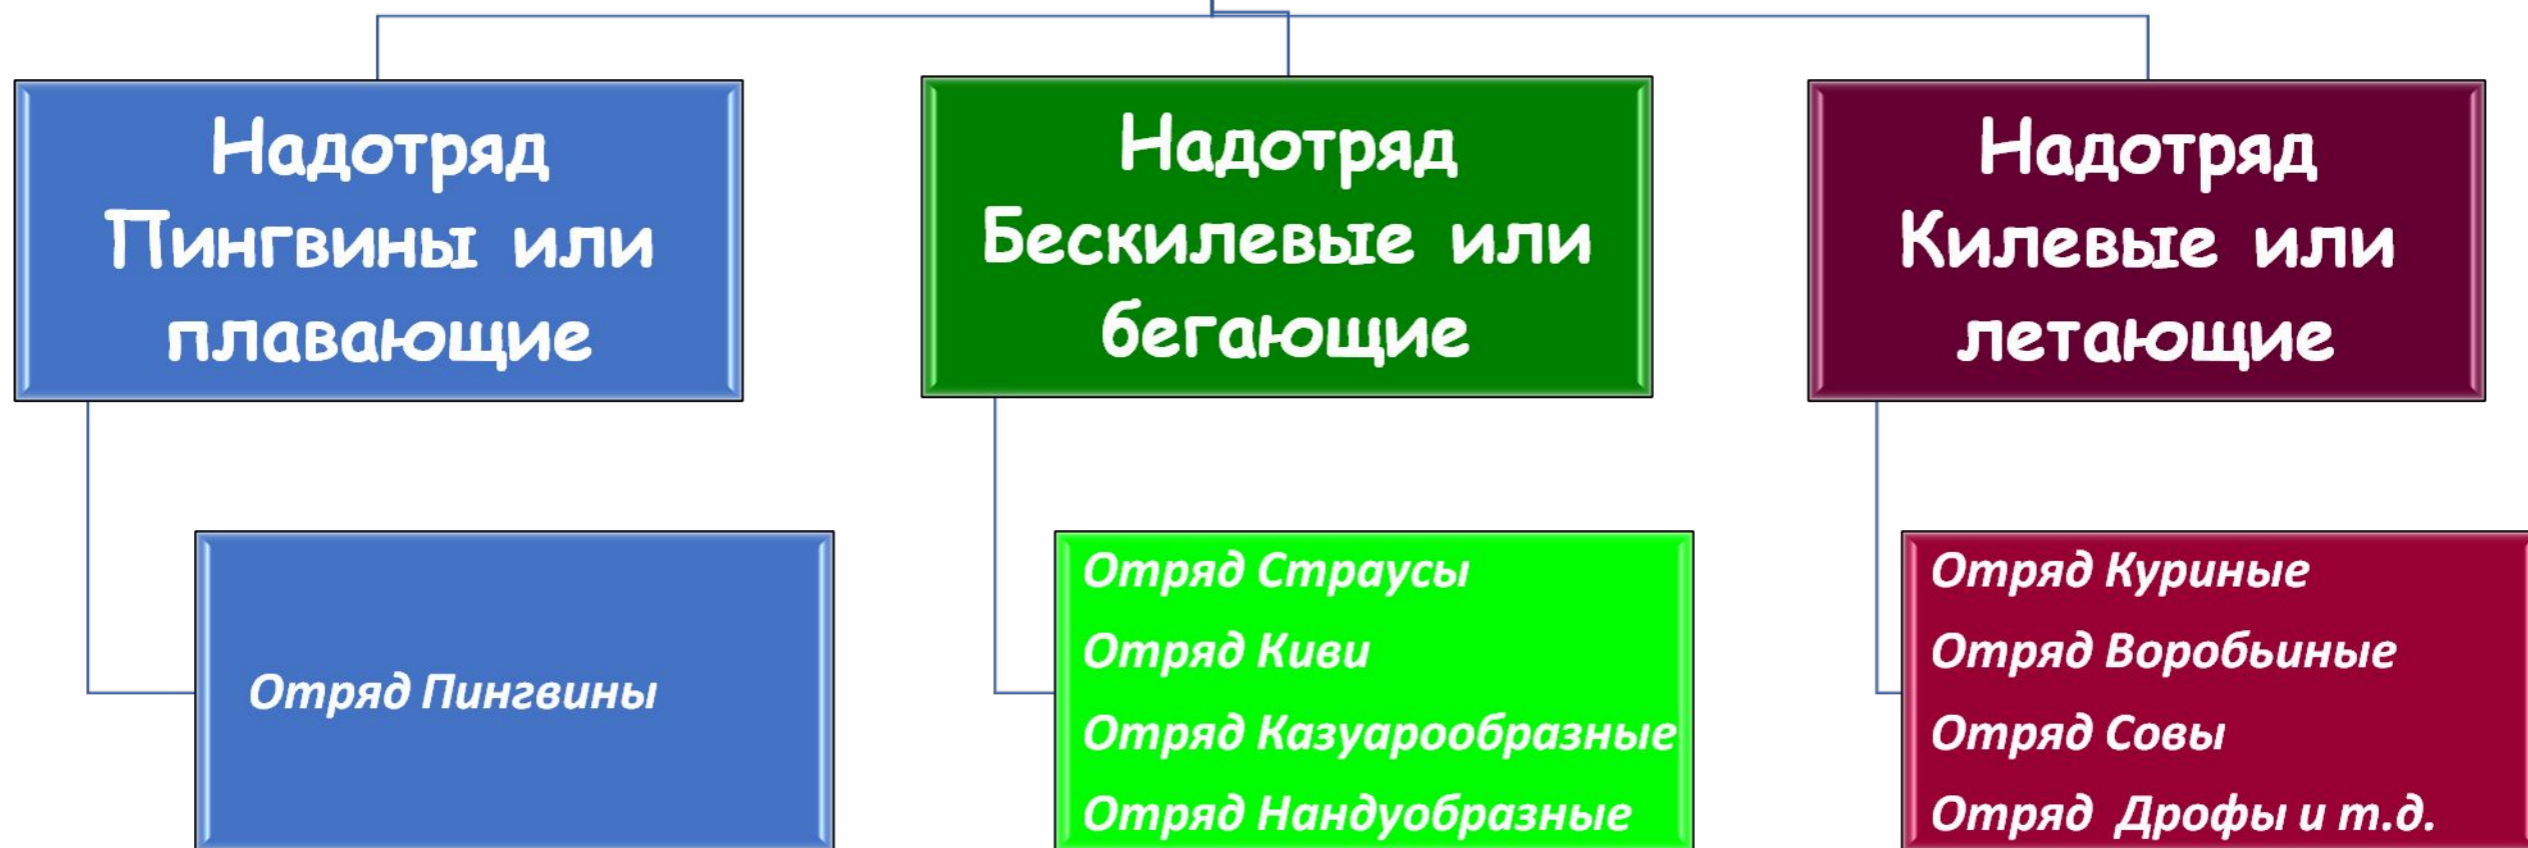 Надотряд
Пингвины или
плавающие
Надотряд
Бескилевые или
бегающие
Надотряд
Килевые или
летающие
Отряд Пингвины
Отряд Страусы
Отряд Киви
Отряд Казуарообразные
Отряд Нандуобразные
Отряд Куриные
Отряд Воробьиные
Отряд Совы
Отряд Дрофы и т.д.